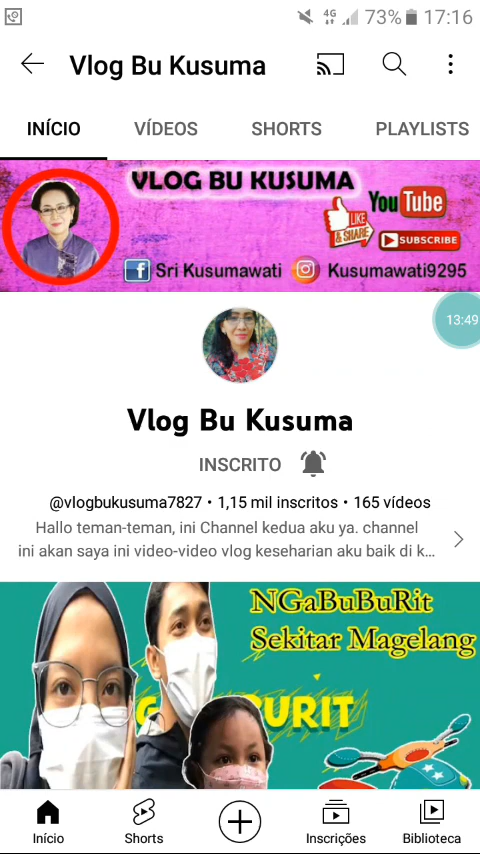 4G 73% 17:16
Vlog Bu Kusuma
INÍCIO VÍDEOS SHORTS PLAYLISTS
VLOG BU KUSUMA
YouTube
LIKE
& SHARE
SUBSCRIBE
f Sri Kusumawati Kusumawati9295
13:49
Vlog Bu Kusuma
INSCRITO
@vlogbukusuma7827 • 1,15 mil inscritos • 165 vídeos
Hallo teman-teman, ini Channel kedua aku ya. channel
ini akan saya ini video-video vlog keseharian aku baik di k...
NGaBuBuRit
Sekitar Magelang
G URIT
Início Shorts Inscrições Biblioteca